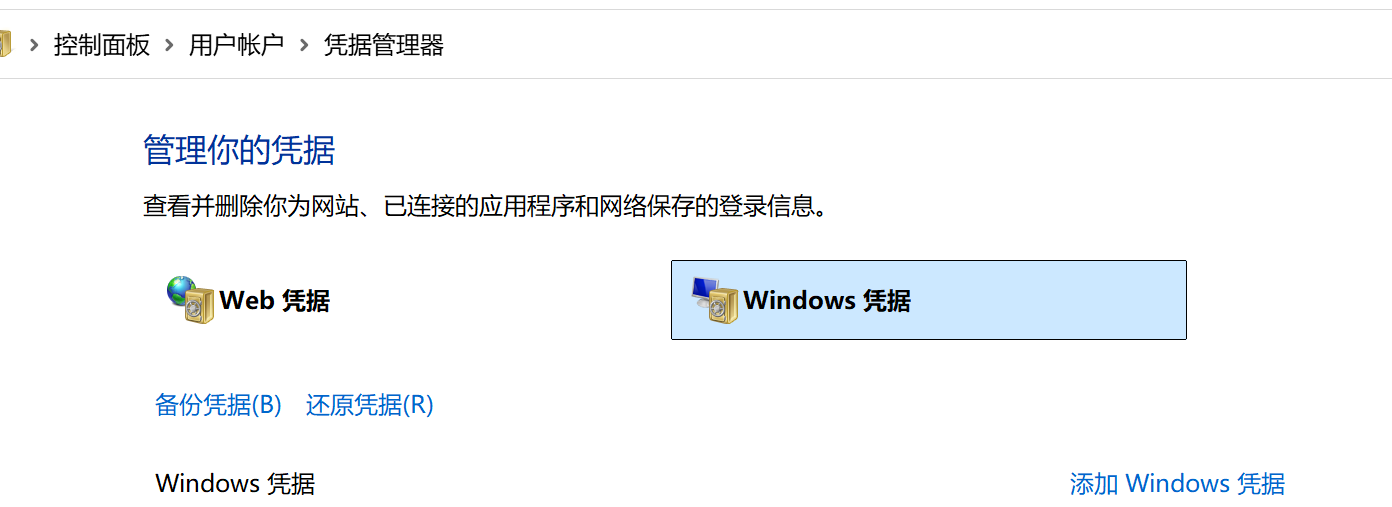 控制面板 > 用户帐户 > 凭据管理器
管理你的凭据
查看并删除你为网站、已连接的应用程序和网络保存的登录信息。
Web 凭据 Windows 凭据
备份凭据(B) 还原凭据(R)
Windows 凭据 添加 Windows 凭据